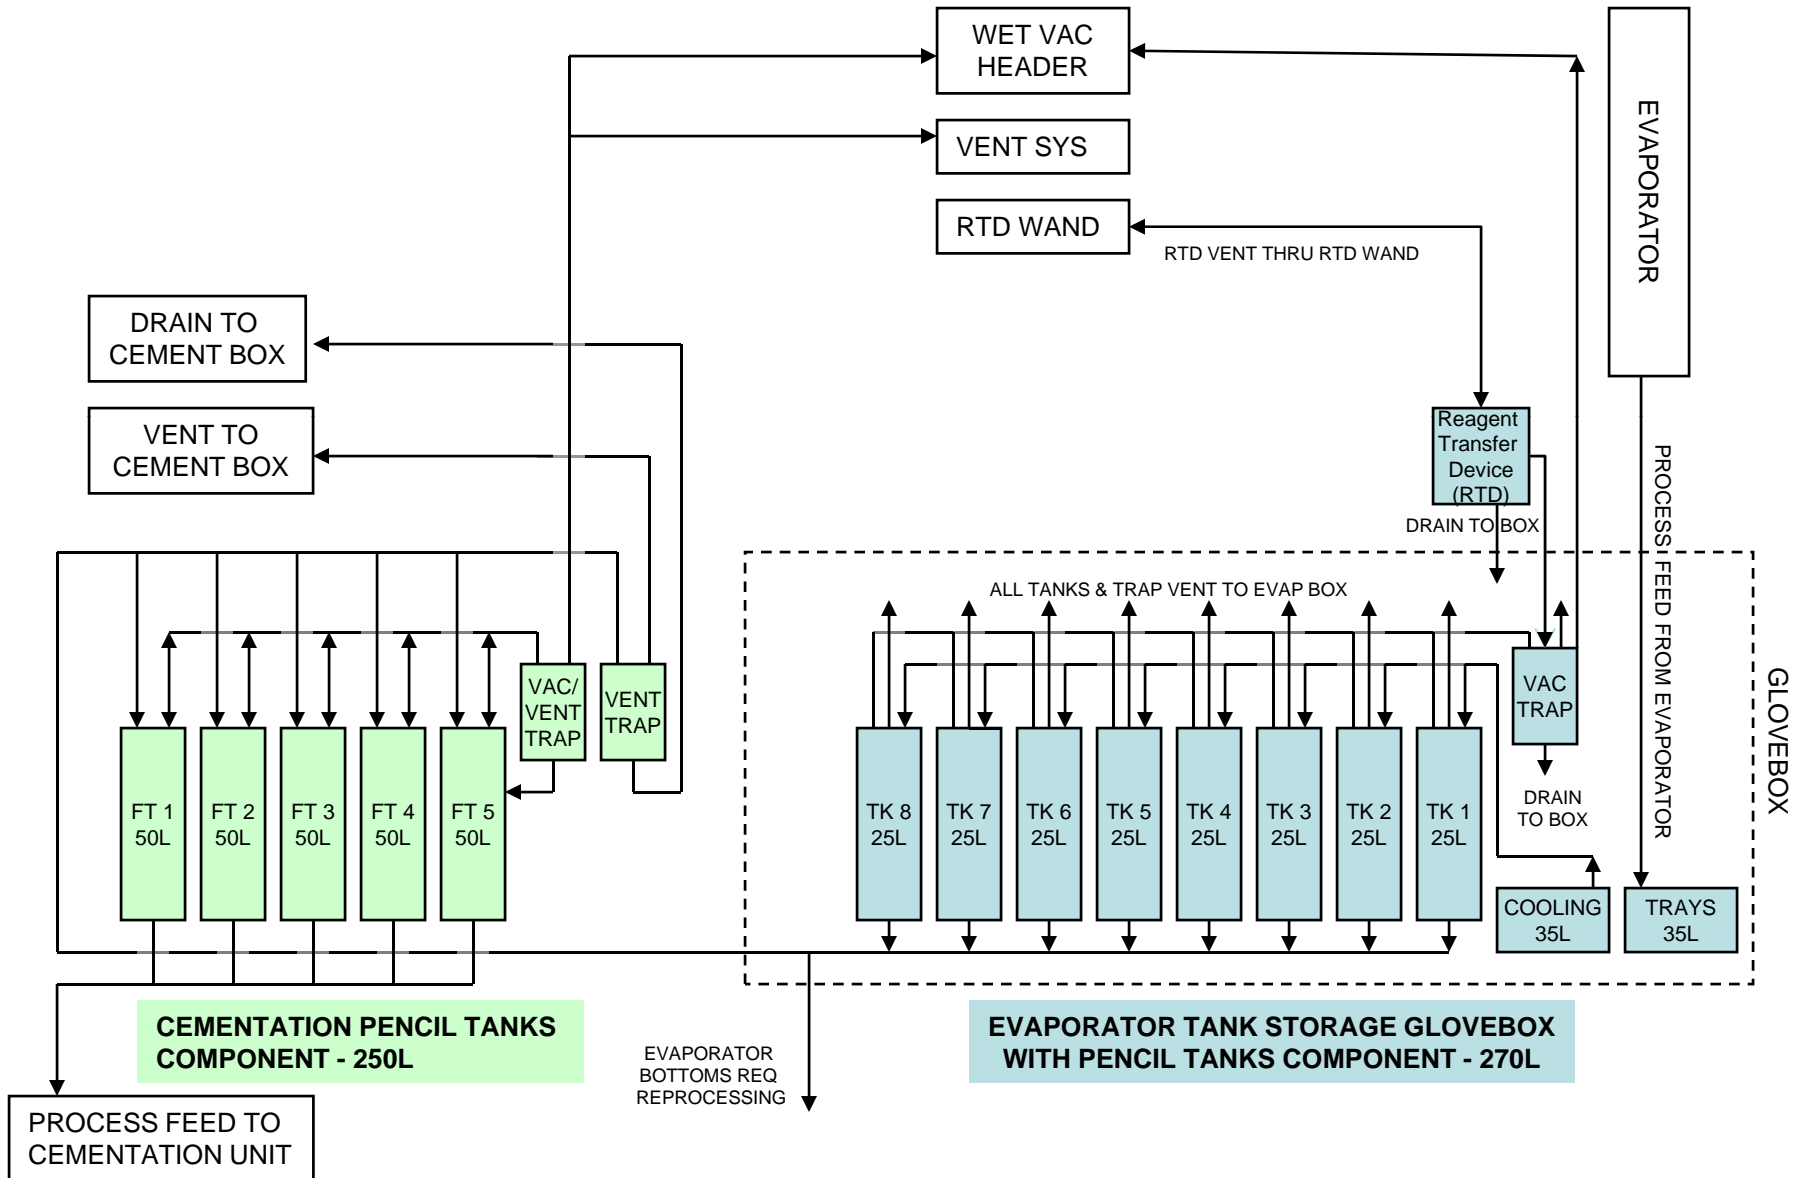 WET VAC
HEADER
VENT SYS
RTD WAND
RTD VENT THRU RTD WAND
EVAPORATOR
DRAIN TO
CEMENT BOX
VENT TO
CEMENT BOX
Reagent
Transfer
Device
(RTD)
DRAIN TO BOX
PROCESS FEED FROM EVAPORATOR
GLOVEBOX
ALL TANKS & TRAP VENT TO EVAP BOX
VAC/
VENT
TRAP
VENT
TRAP
VAC
TRAP
DRAIN
TO BOX
FT 1
50L
FT 2
50L
FT 3
50L
FT 4
50L
FT 5
50L
TK 8
25L
TK 7
25L
TK 6
25L
TK 5
25L
TK 4
25L
TK 3
25L
TK 2
25L
TK 1
25L
COOLING
35L
TRAYS
35L
CEMENTATION PENCIL TANKS
COMPONENT - 250L
EVAPORATOR TANK STORAGE GLOVEBOX
WITH PENCIL TANKS COMPONENT - 270L
EVAPORATOR
BOTTOMS REQ
REPROCESSING
PROCESS FEED TO
CEMENTATION UNIT